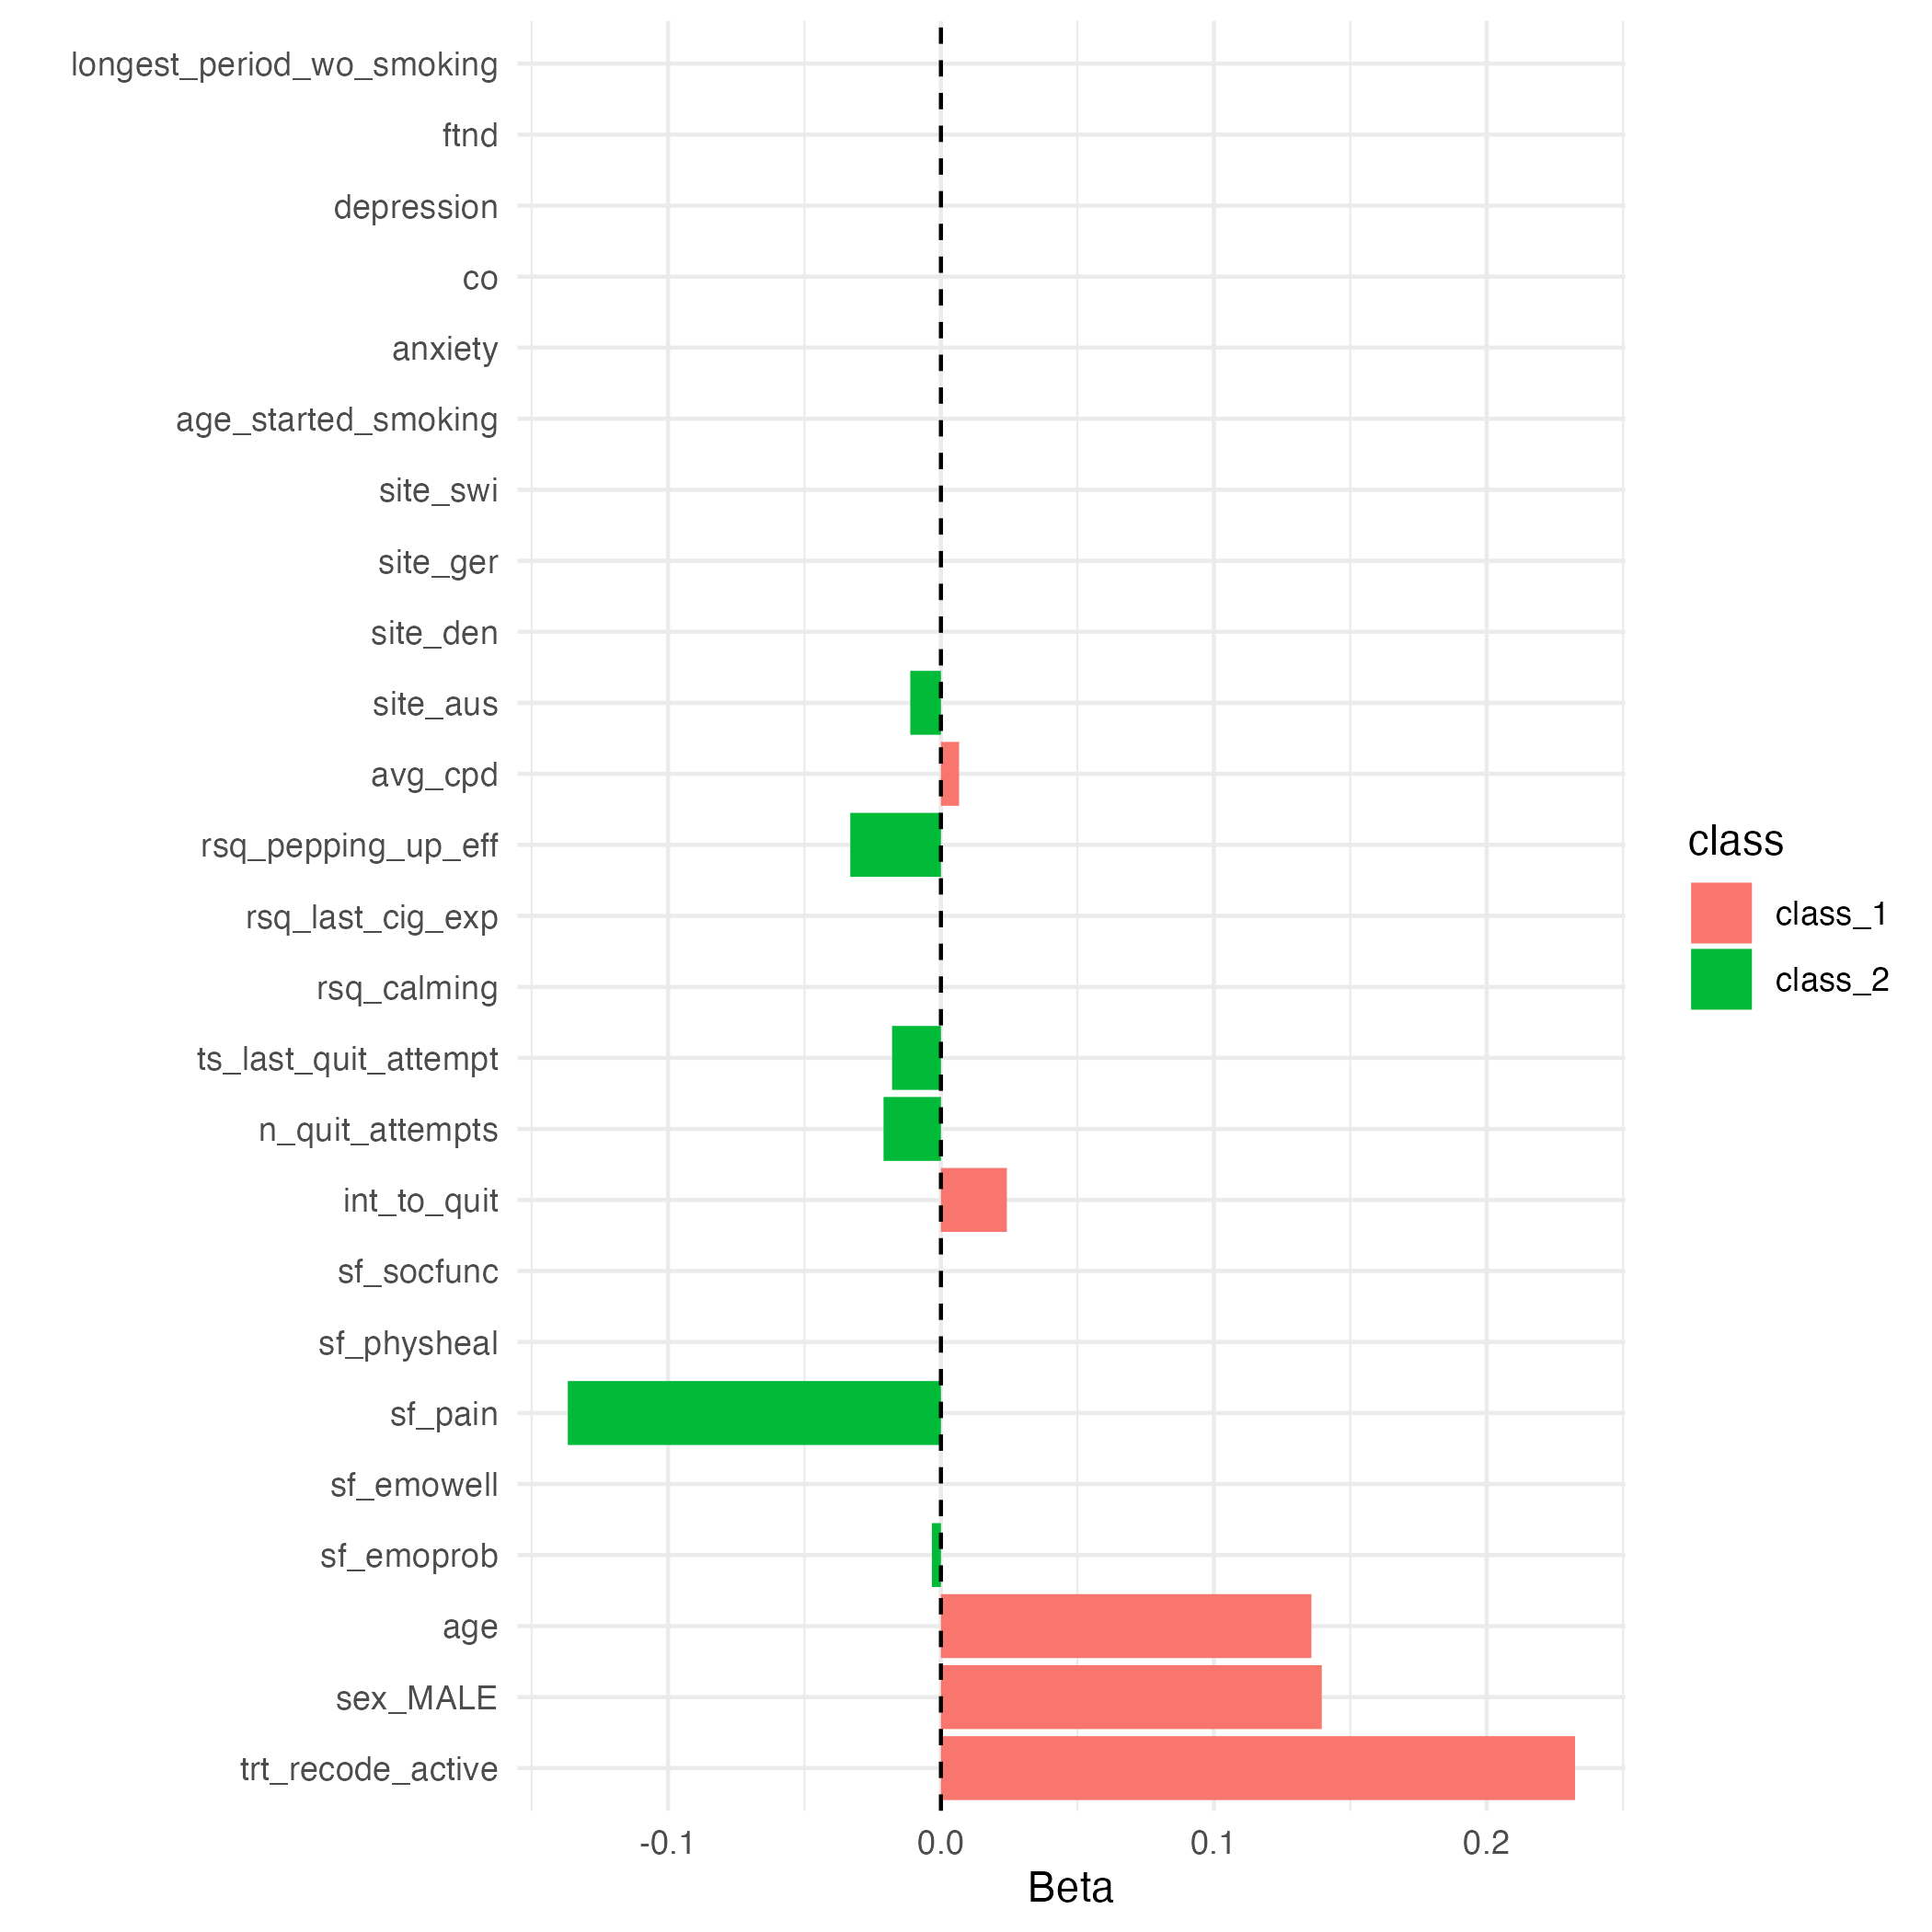 longest_period_wo_smoking
ftnd
depression
co
anxiety
age_started_smoking
site_swi
site_ger
site_den
site_aus
avg_cpd
rsq_pepping_up_eff
rsq_last_cig_exp
rsq_calming
ts_last_quit_attempt
n_quit_attempts
int_to_quit
sf_socfunc
sf_physheal
sf_pain
sf_emowell
sf_emoprob
age
sex_MALE
trt_recode_active
-0.1 0.0 0.1 0.2
Beta
class
class_1
class_2